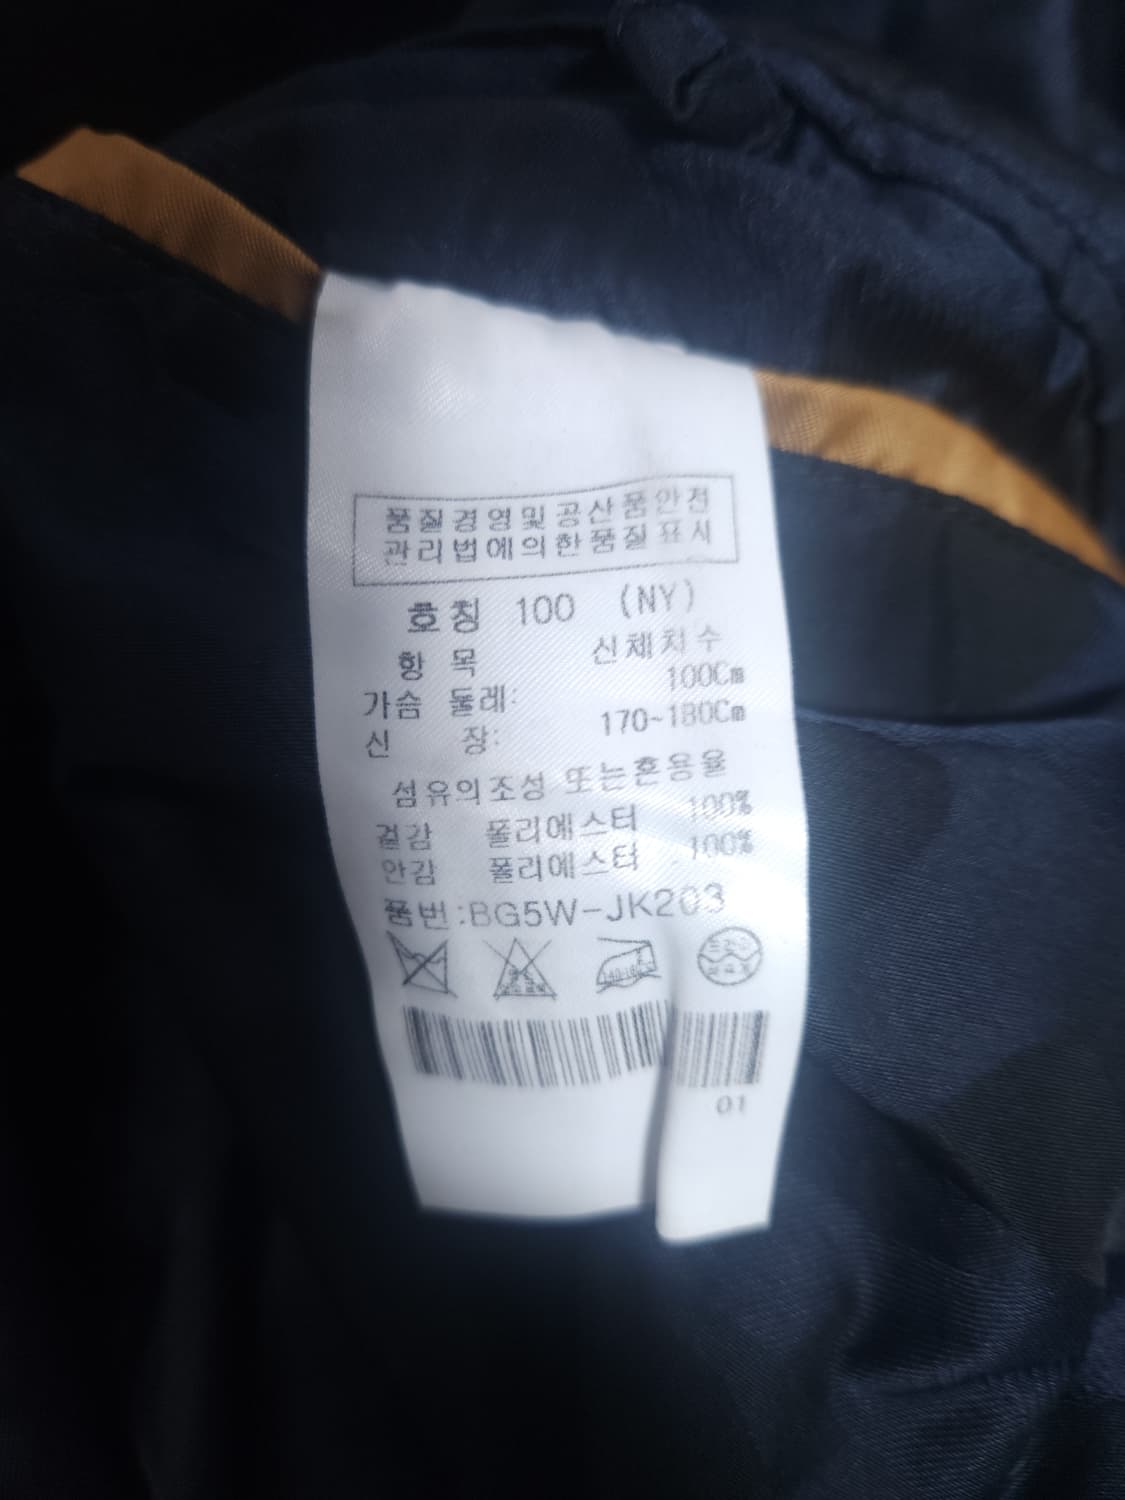 품질경영및공산품안전
관리법에의한품질표시
호칭 100 (NY)
항 목 신체치수
가슴 둘레: 100Cm
신 장: 170~180Cm
섬유의조성 또는혼용율
겉감 폴리에스터 100%
안감 폴리에스터 100%
품번:BG5W-JK203
01